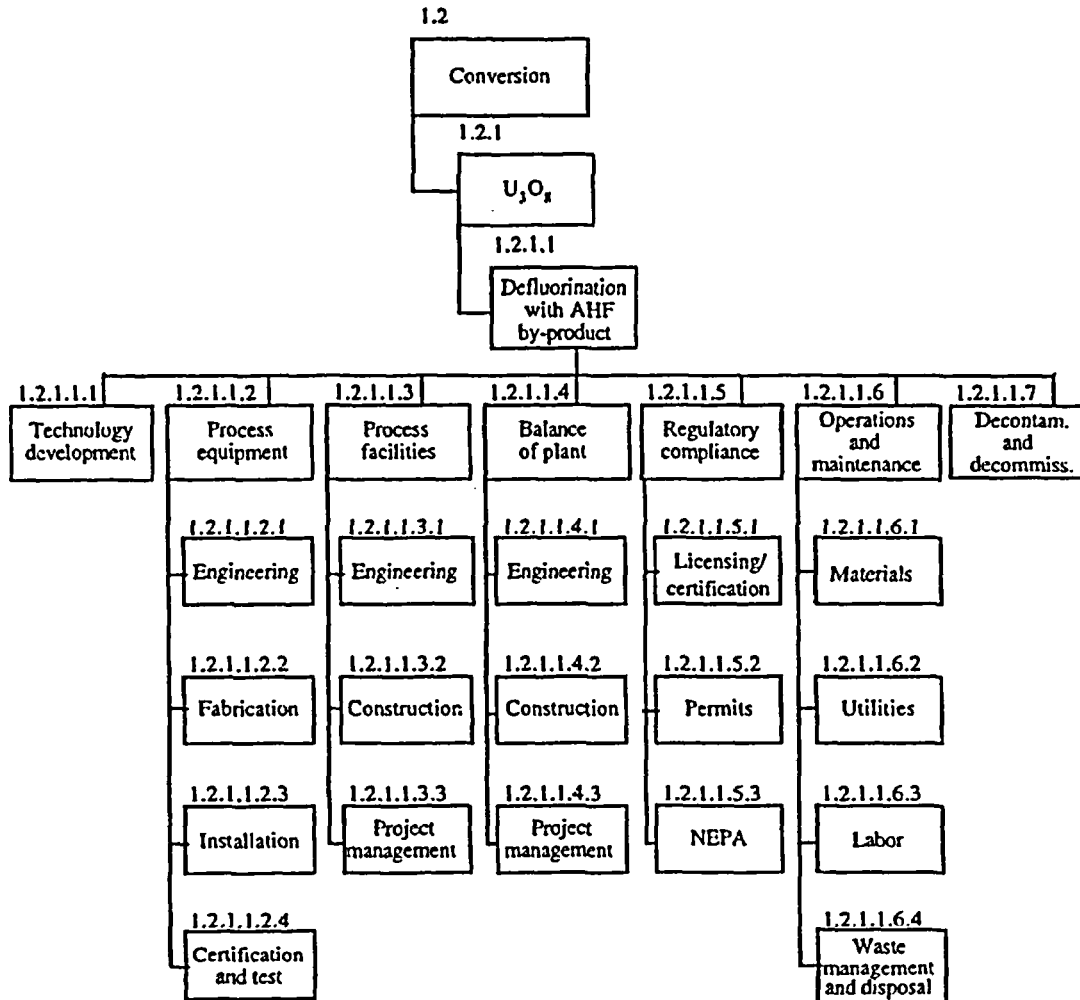 1.2
Conversion
1.2.1
U₃O₈
1.2.1.1
Defluorination
with AHF
by-product
1.2.1.1.1
Technology
development
1.2.1.1.2
Process
equipment
1.2.1.1.3
Process
facilities
1.2.1.1.4
Balance
of plant
1.2.1.1.5
Regulatory
compliance
1.2.1.1.6
Operations
and
maintenance
1.2.1.1.7
Decontam.
and
decommiss.
1.2.1.1.2.1
Engineering
1.2.1.1.3.1
Engineering
1.2.1.1.4.1
Engineering
1.2.1.1.5.1
Licensing/
certification
1.2.1.1.6.1
Materials
1.2.1.1.2.2
Fabrication
1.2.1.1.3.2
Construction
1.2.1.1.4.2
Construction
1.2.1.1.5.2
Permits
1.2.1.1.6.2
Utilities
1.2.1.1.2.3
Installation
1.2.1.1.3.3
Project
management
1.2.1.1.4.3
Project
management
1.2.1.1.5.3
NEPA
1.2.1.1.6.3
Labor
1.2.1.1.2.4
Certification
and test
1.2.1.1.6.4
Waste
management
and disposal